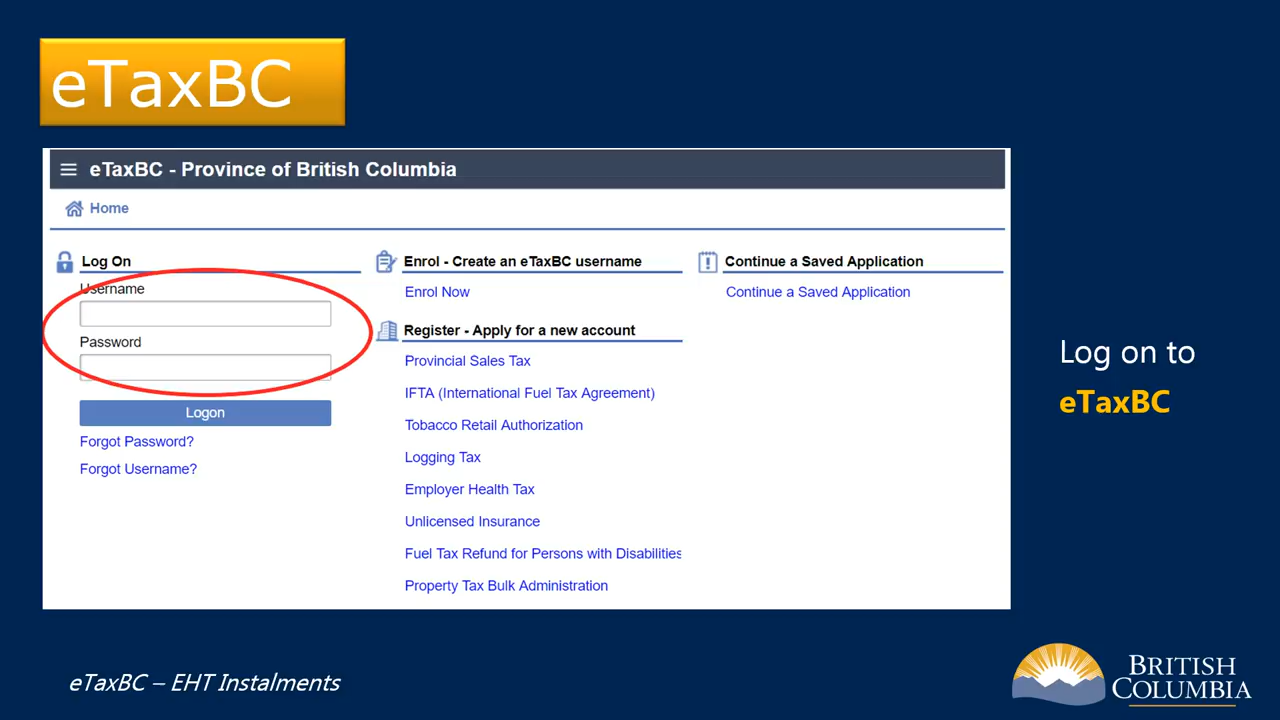 eTaxBC
eTaxBC - Province of British Columbia
Home
Log On
Username
Password
Logon
Forgot Password?
Forgot Username?
Enrol - Create an eTaxBC username
Enrol Now
Register - Apply for a new account
Provincial Sales Tax
IFTA (International Fuel Tax Agreement)
Tobacco Retail Authorization
Logging Tax
Employer Health Tax
Unlicensed Insurance
Fuel Tax Refund for Persons with Disabilities
Property Tax Bulk Administration
Continue a Saved Application
Continue a Saved Application
Log on to
eTaxBC
eTaxBC – EHT Instalments
BRITISH
COLUMBIA